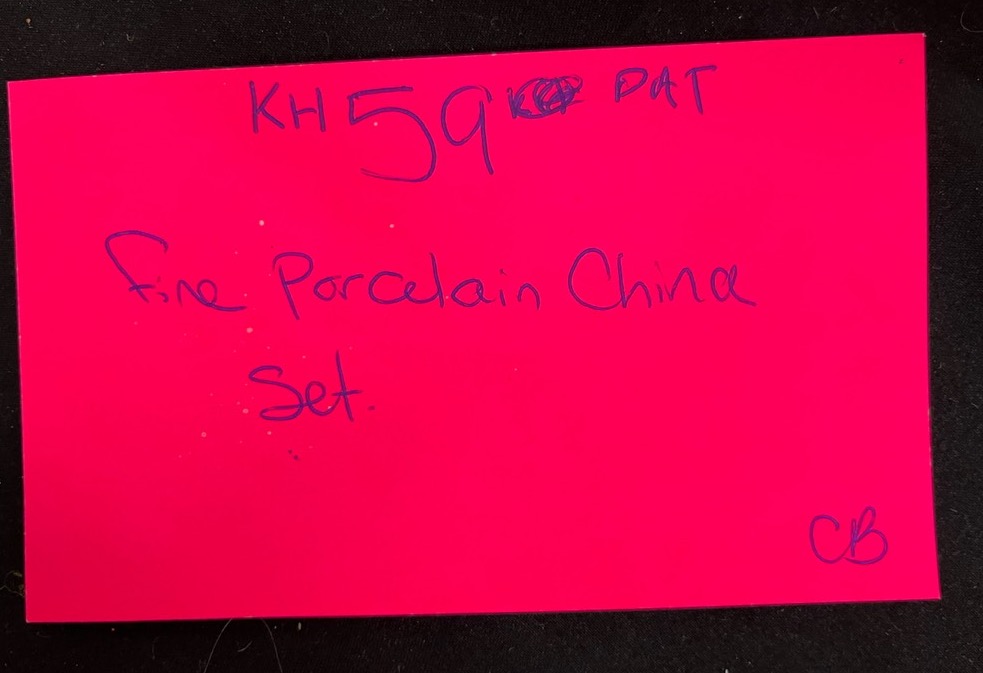 KH 59 PAT
Fine Porcelain China
Set.
CB